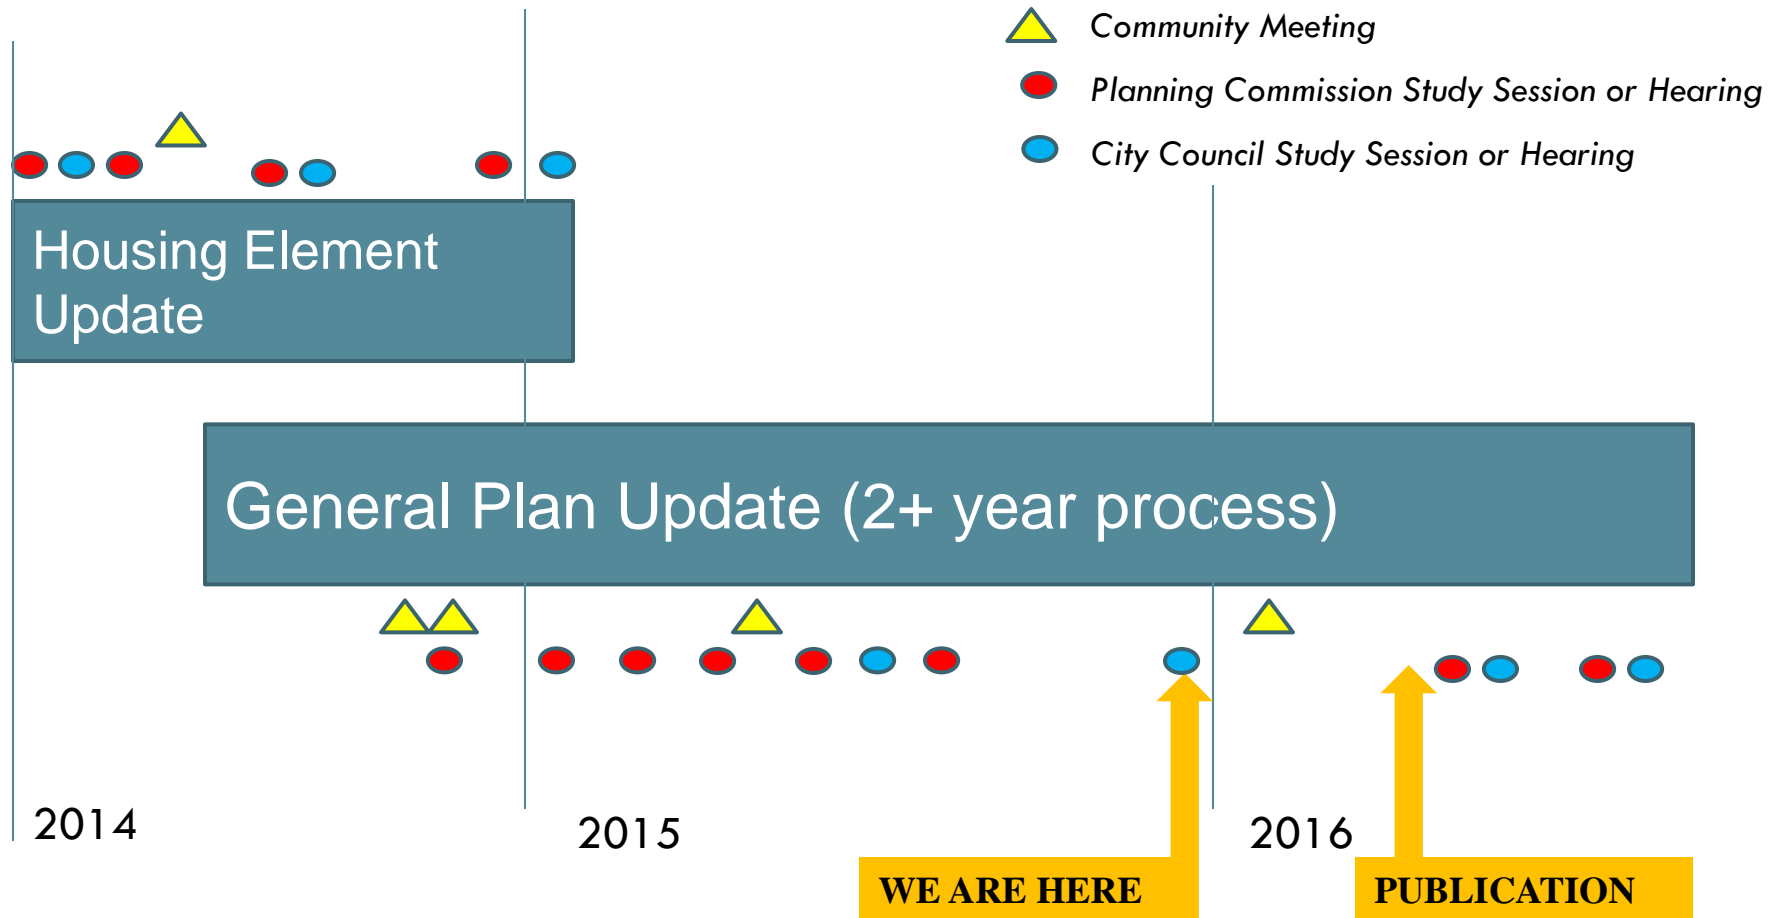 Community Meeting
Planning Commission Study Session or Hearing
City Council Study Session or Hearing
Housing Element
Update
General Plan Update (2+ year process)
2014
2015
2016
WE ARE HERE
PUBLICATION